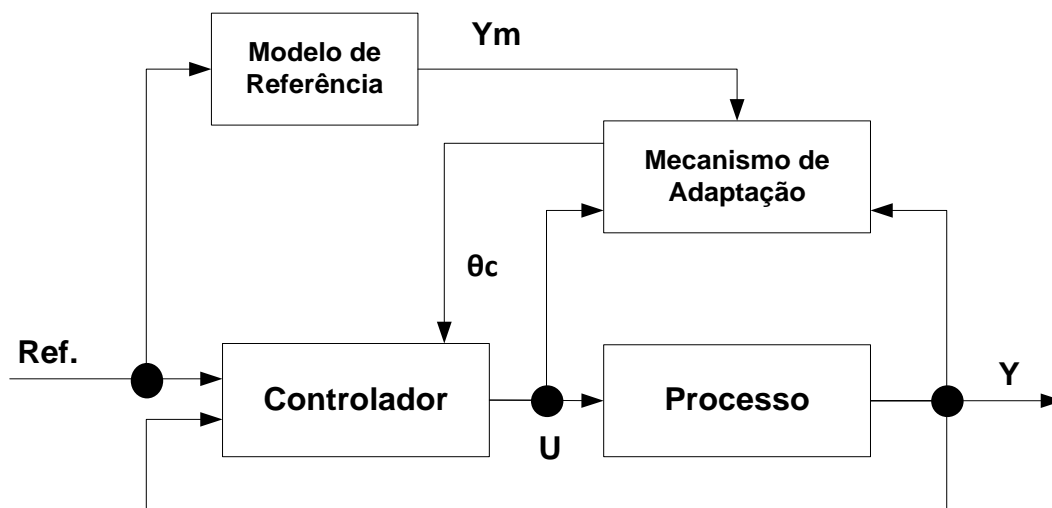 Ym
Modelo de
Referência
Mecanismo de
Adaptação
θc
Ref.
Controlador
Processo
Y
U